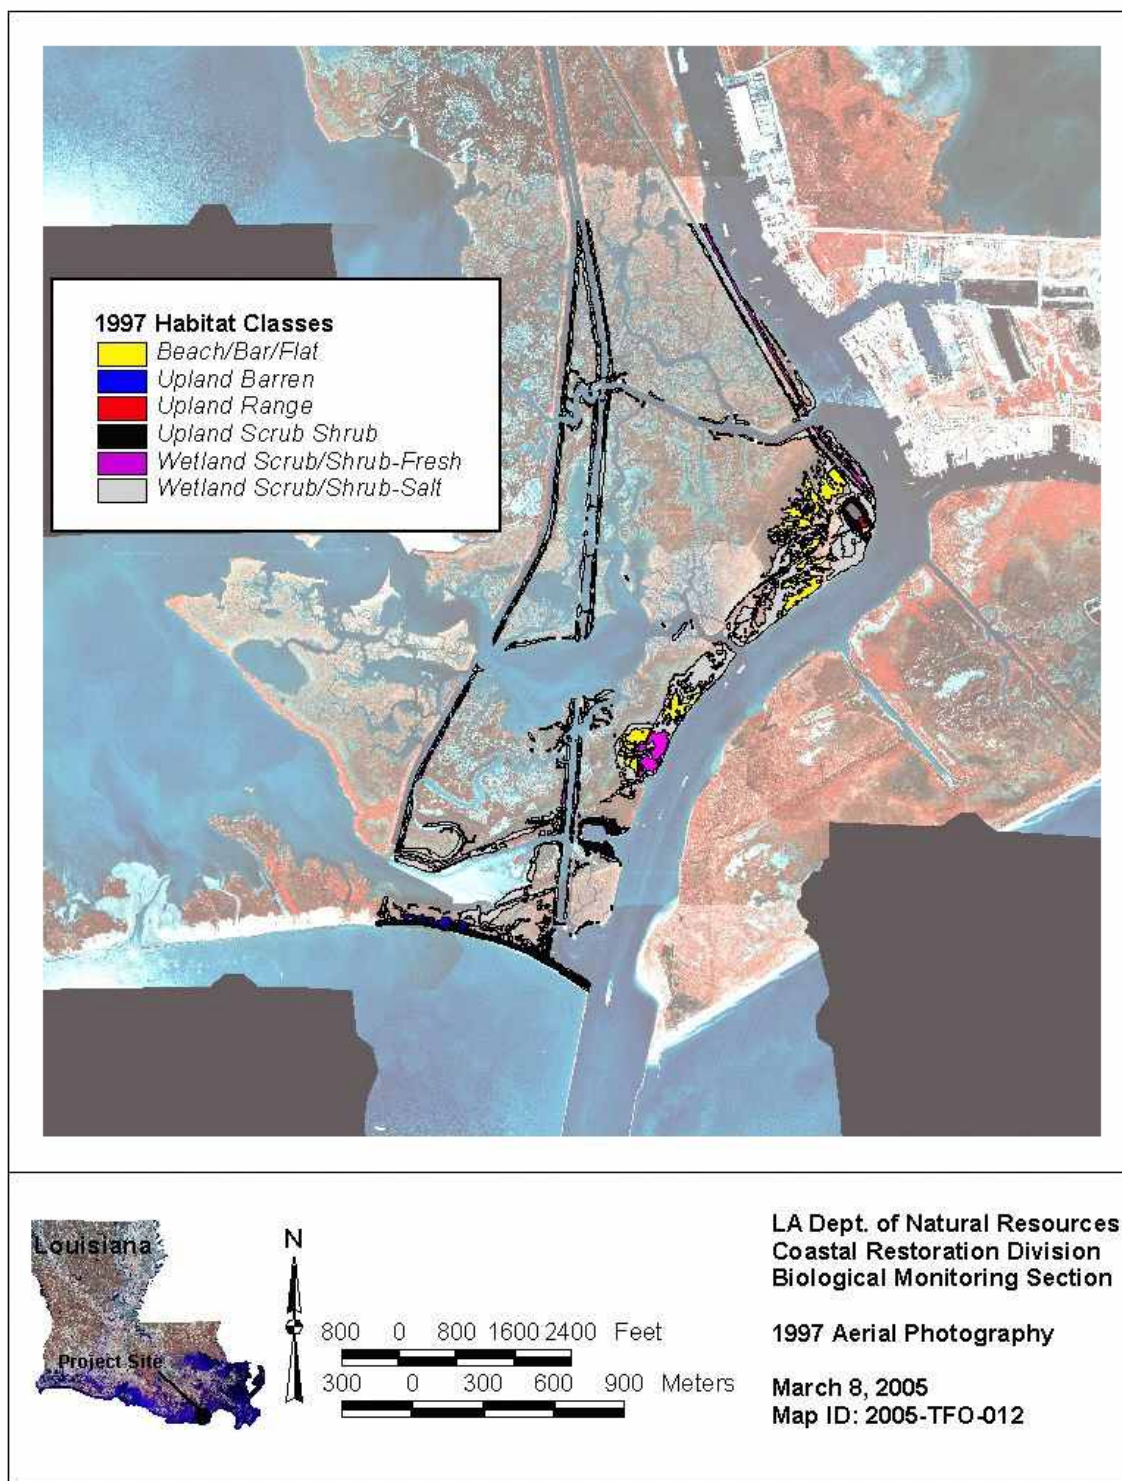 1997 Habitat Classes
Beach/Bar/Flat
Upland Barren
Upland Range
Upland Scrub Shrub
Wetland Scrub/Shrub-Fresh
Wetland Scrub/Shrub-Salt
Louisiana
Project Site
N
800 0 800 1600 2400 Feet
300 0 300 600 900 Meters
LA Dept. of Natural Resources
Coastal Restoration Division
Biological Monitoring Section
1997 Aerial Photography
March 8, 2005
Map ID: 2005-TFO-012